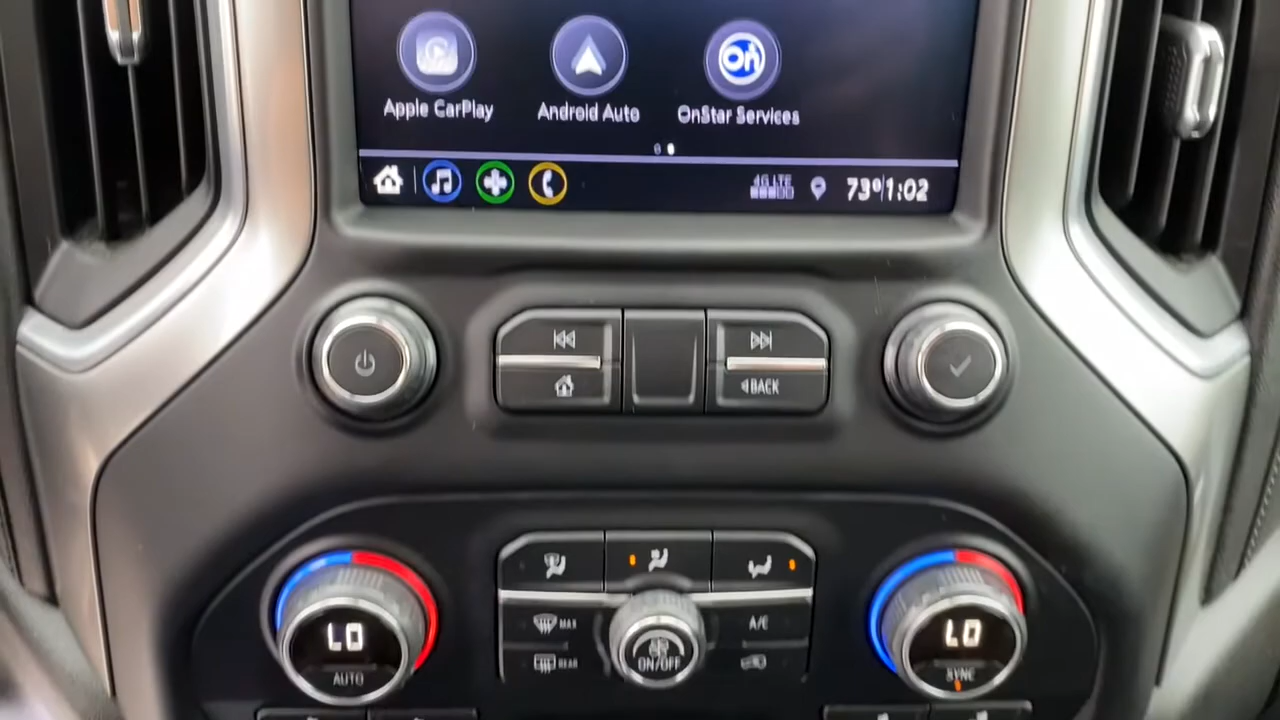 Apple CarPlay
Android Auto
On
OnStar Services
4G LTE
73° 1:02
BACK
MAX
REAR
A/C
ON/OFF
LO
AUTO
LO
SYNC